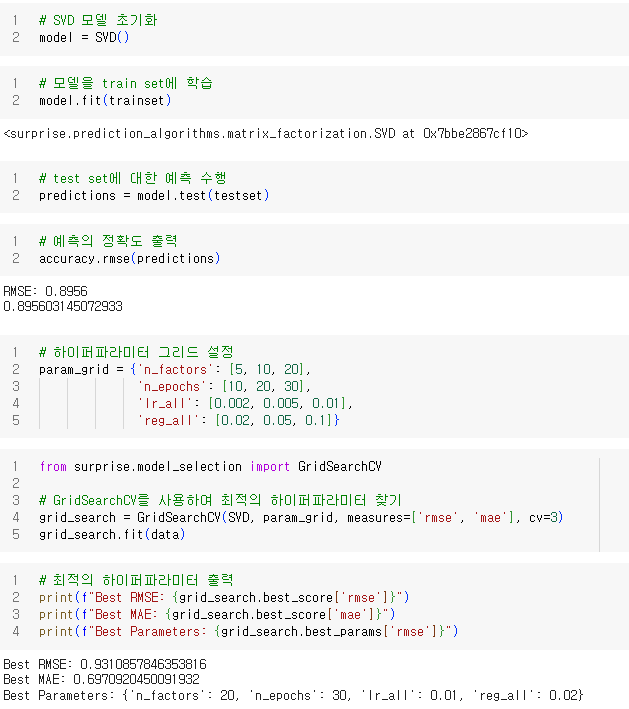 1 # SVD 모델 초기화
2 model = SVD()
1 # 모델을 train set에 학습
2 model.fit(trainset)
<surprise.prediction_algorithms.matrix_factorization.SVD at 0x7bbe2867cf10>
1 # test set에 대한 예측 수행
2 predictions = model.test(testset)
1 # 예측의 정확도 출력
2 accuracy.rmse(predictions)
RMSE: 0.8956
0.895603145072933
1 # 하이퍼파라미터 그리드 설정
2 param_grid = {'n_factors': [5, 10, 20],
3 'n_epochs': [10, 20, 30],
4 'lr_all': [0.002, 0.005, 0.01],
5 'reg_all': [0.02, 0.05, 0.1]}
1 from surprise.model_selection import GridSearchCV
2
3 # GridSearchCV를 사용하여 최적의 하이퍼파라미터 찾기
4 grid_search = GridSearchCV(SVD, param_grid, measures=['rmse', 'mae'], cv=3)
5 grid_search.fit(data)
1 # 최적의 하이퍼파라미터 출력
2 print(f"Best RMSE: {grid_search.best_score['rmse']}")
3 print(f"Best MAE: {grid_search.best_score['mae']}")
4 print(f"Best Parameters: {grid_search.best_params['rmse']}")
Best RMSE: 0.9310857846353816
Best MAE: 0.6970920450091932
Best Parameters: {'n_factors': 20, 'n_epochs': 30, 'lr_all': 0.01, 'reg_all': 0.02}